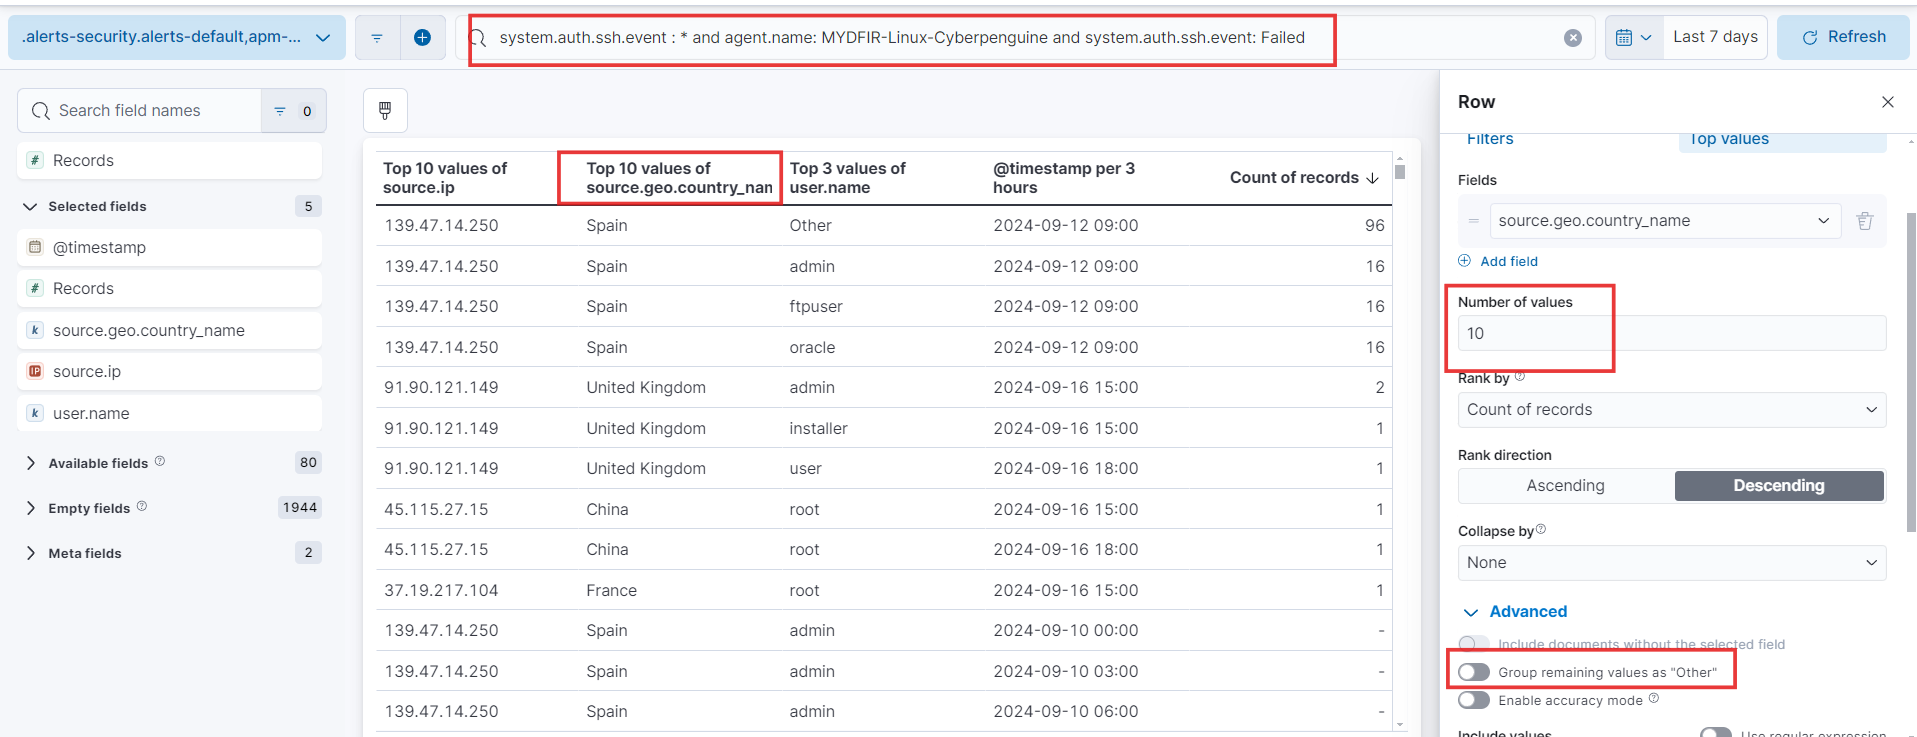 .alerts-security.alerts-default,apm-...
system.auth.ssh.event : * and agent.name: MYDFIR-Linux-Cyberpenguine and system.auth.ssh.event: Failed
Last 7 days
Refresh
Search field names
0
Records
Selected fields
5
@timestamp
Records
source.geo.country_name
source.ip
user.name
Available fields
80
Empty fields
1944
Meta fields
2
Top 10 values of source.ip
Top 10 values of source.geo.country_nam
Top 3 values of user.name
@timestamp per 3 hours
Count of records
139.47.14.250 Spain Other 2024-09-12 09:00 96
139.47.14.250 Spain admin 2024-09-12 09:00 16
139.47.14.250 Spain ftpuser 2024-09-12 09:00 16
139.47.14.250 Spain oracle 2024-09-12 09:00 16
91.90.121.149 United Kingdom admin 2024-09-16 15:00 2
91.90.121.149 United Kingdom installer 2024-09-16 15:00 1
91.90.121.149 United Kingdom user 2024-09-16 18:00 1
45.115.27.15 China root 2024-09-16 15:00 1
45.115.27.15 China root 2024-09-16 18:00 1
37.19.217.104 France root 2024-09-16 15:00 1
139.47.14.250 Spain admin 2024-09-10 00:00 -
139.47.14.250 Spain admin 2024-09-10 03:00 -
139.47.14.250 Spain admin 2024-09-10 06:00 -
Row
Filters
Top values
Fields
source.geo.country_name
Add field
Number of values
10
Rank by
Count of records
Rank direction
Ascending
Descending
Collapse by
None
Advanced
Include documents without the selected field
Group remaining values as "Other"
Enable accuracy mode
Include values
Use regular expression